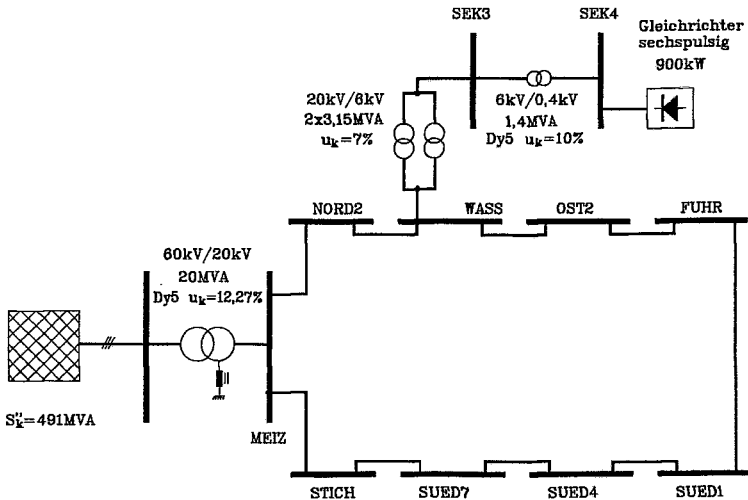 SEK3
SEK4
Gleichrichter
sechspulsig
900kW
20kV/6kV
2x3,15MVA
u_k=7%
6kV/0,4kV
1,4MVA
Dy5 u_k=10%
NORD2
WASS
OST2
FUHR
60kV/20kV
20MVA
Dy5 u_k=12,27%
S"_k=491MVA
MEIZ
STICH
SUED7
SUED4
SUED1